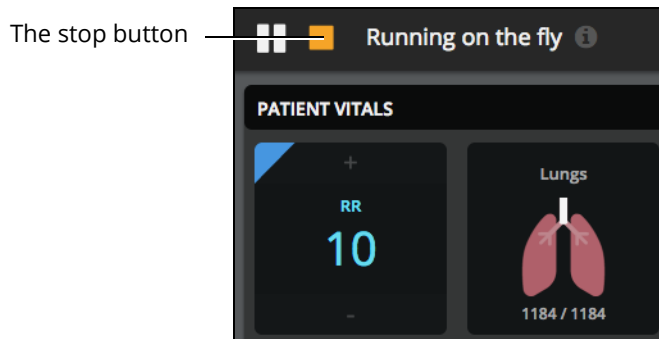 The stop button
Running on the fly
PATIENT VITALS
+
RR
10
-
Lungs
1184 / 1184